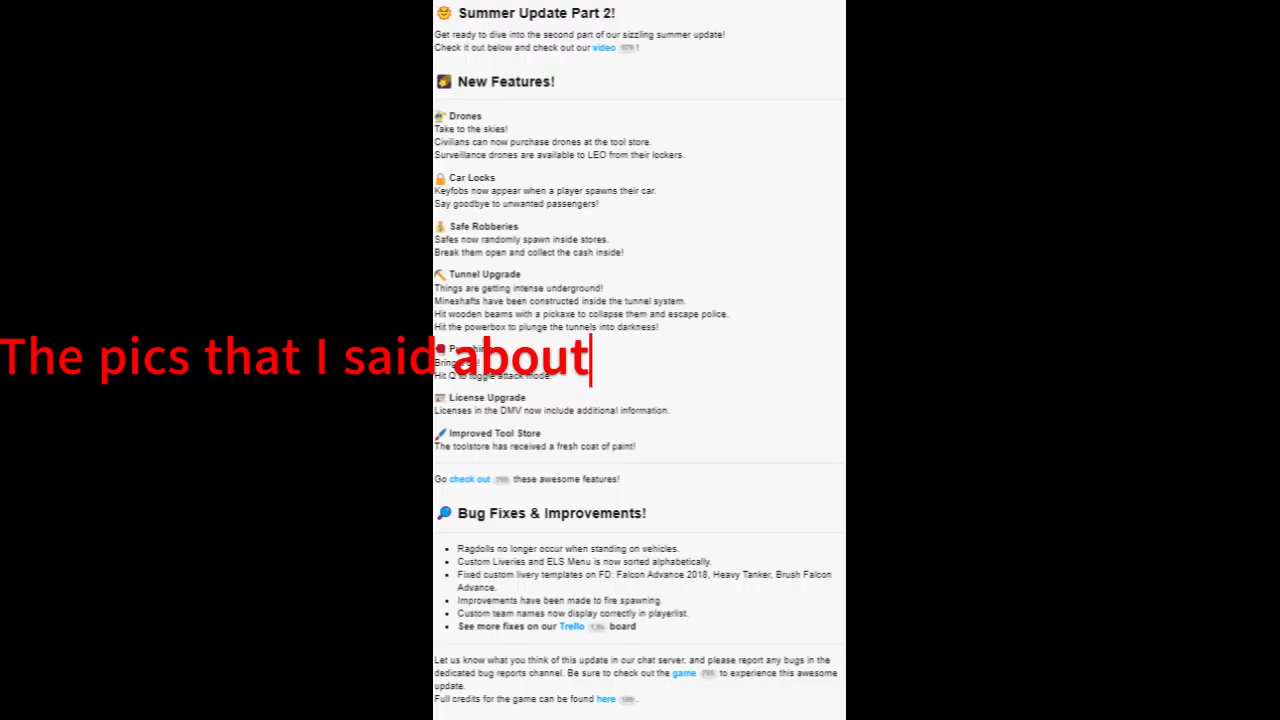 Summer Update Part 2!
Get ready to dive into the second part of our sizzling summer update!
Check it out below and check out our video !
New Features!
Drones
Take to the skies!
Civilians can now purchase drones at the tool store.
Surveillance drones are available to LEO from their lockers.
Car Locks
Keyfobs now appear when a player spawns their car.
Say goodbye to unwanted passengers!
Safe Robberies
Safes now randomly spawn inside stores.
Break them open and collect the cash inside!
Tunnel Upgrade
Things are getting intense underground!
Mineshafts have been constructed inside the tunnel system.
Hit wooden beams with a pickaxe to collapse them and escape police.
Hit the powerbox to plunge the tunnels into darkness!
The pics that I said about
Hit Q to toggle attack mode.
License Upgrade
Licenses in the DMV now include additional information.
Improved Tool Store
The toolstore has received a fresh coat of paint!
Go check out these awesome features!
Bug Fixes & Improvements!
Ragdolls no longer occur when standing on vehicles.
Custom Liveries and ELS Menu is now sorted alphabetically.
Fixed custom livery templates on FD: Falcon Advance 2018, Heavy Tanker, Brush Falcon
Advance.
Improvements have been made to fire spawning.
Custom team names now display correctly in playerlist.
See more fixes on our Trello board
Let us know what you think of this update in our chat server, and please report any bugs in the
dedicated bug reports channel. Be sure to check out the game to experience this awesome
update.
Full credits for the game can be found here .